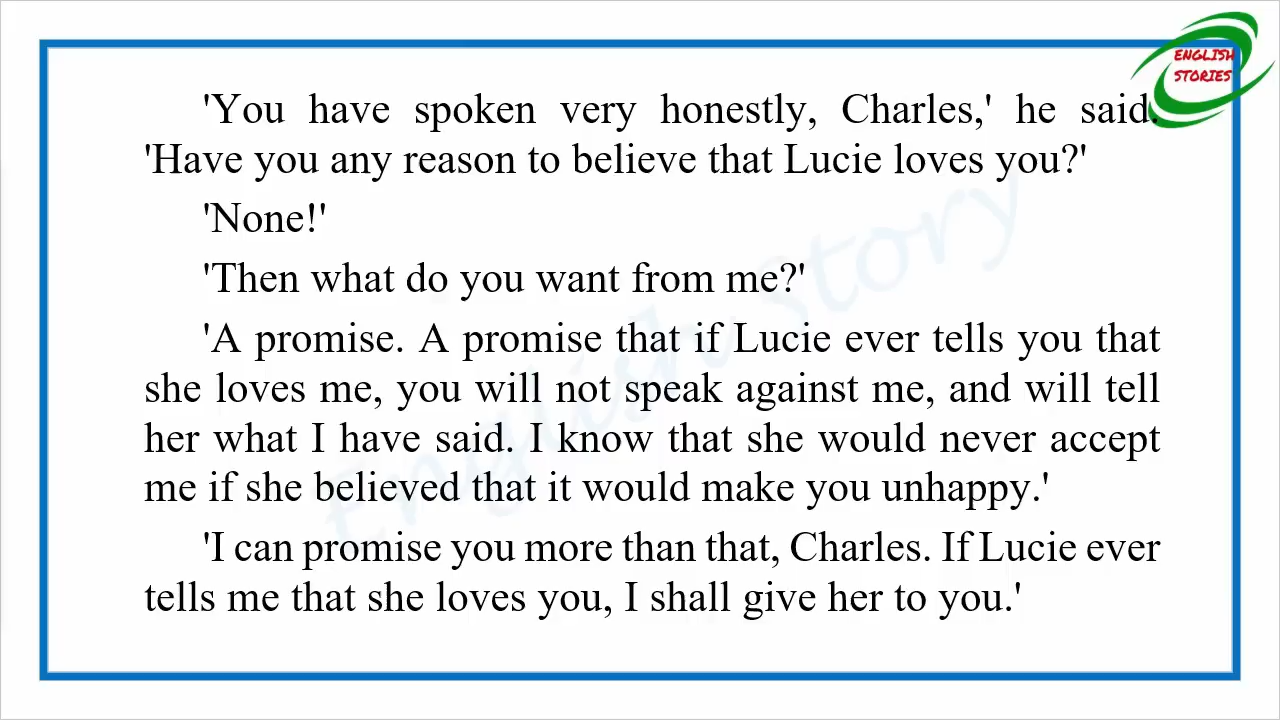 ENGLISH
STORIES
'You have spoken very honestly, Charles,' he said.
'Have you any reason to believe that Lucie loves you?'
'None!'
'Then what do you want from me?'
'A promise. A promise that if Lucie ever tells you that
she loves me, you will not speak against me, and will tell
her what I have said. I know that she would never accept
me if she believed that it would make you unhappy.'
'I can promise you more than that, Charles. If Lucie ever
tells me that she loves you, I shall give her to you.'
English Story